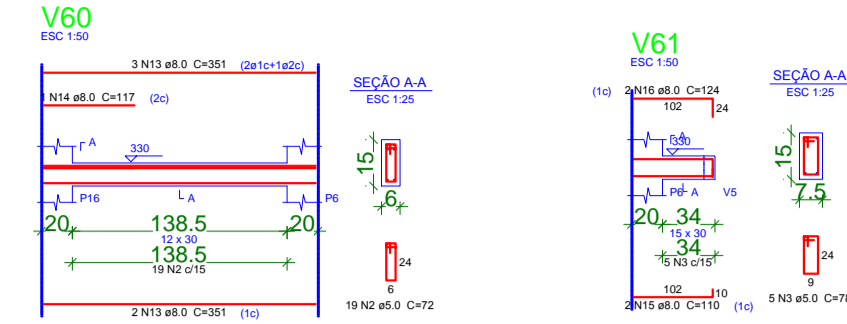 V60
ESC 1:50
3 N13 ø8.0 C=351 (2ø1c+1ø2c)
1 N14 ø8.0 C=117 (2c)
A
330
A
P16
P6
20
138.5
20
12 x 30
138.5
19 N2 c/15
2 N13 ø8.0 C=351 (1c)
SEÇÃO A-A
ESC 1:25
15
6
24
6
19 N2 ø5.0 C=72
V61
ESC 1:50
(1c) 2 N16 ø8.0 C=124
102
24
A
330
P6
A
V5
20
34
15 x 30
34
5 N3 c/15
102
10
2 N15 ø8.0 C=110 (1c)
SEÇÃO A-A
ESC 1:25
15
7.5
24
9
5 N3 ø5.0 C=78